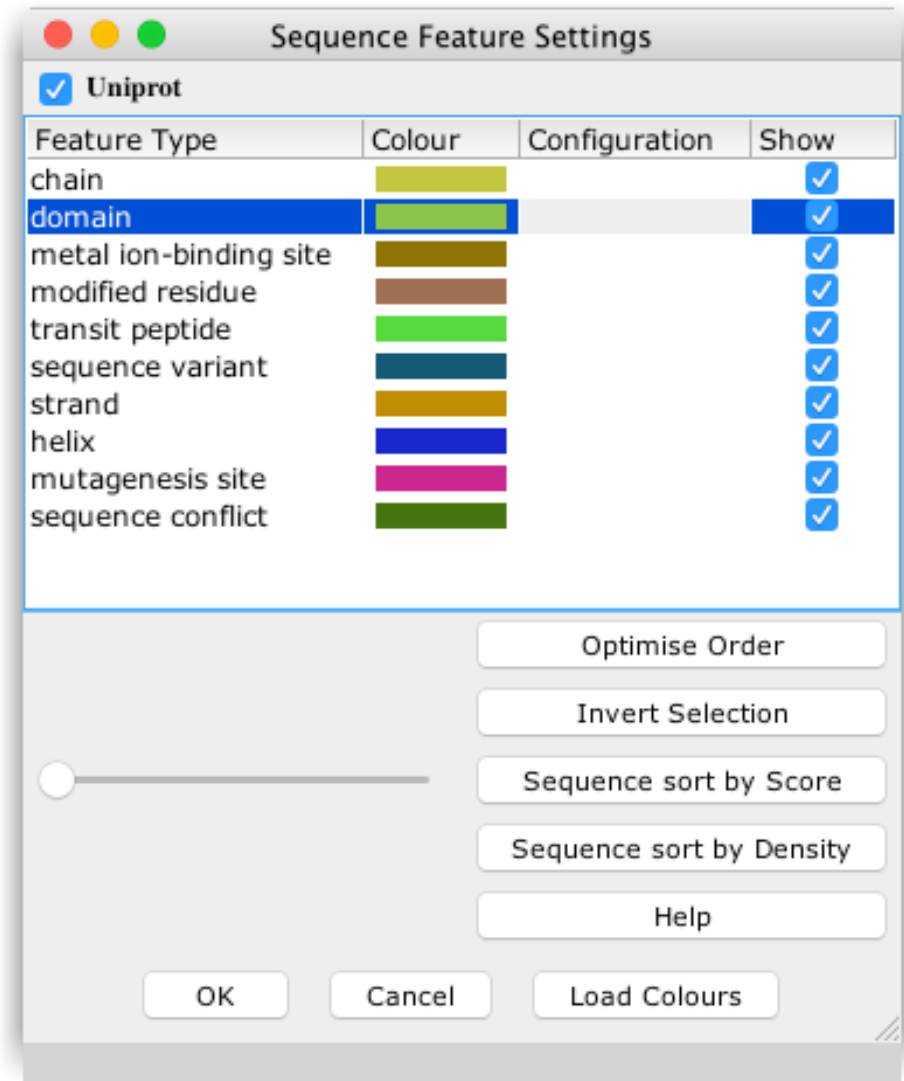 Sequence Feature Settings
Uniprot
Feature Type Colour Configuration Show
chain
domain
metal ion-binding site
modified residue
transit peptide
sequence variant
strand
helix
mutagenesis site
sequence conflict
Optimise Order
Invert Selection
Sequence sort by Score
Sequence sort by Density
Help
OK Cancel Load Colours